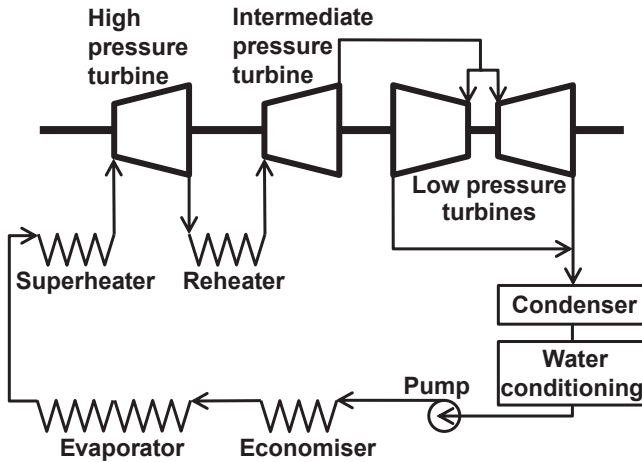 High
pressure
turbine
Intermediate
pressure
turbine
Low pressure
turbines
Superheater
Reheater
Condenser
Water
conditioning
Pump
Evaporator
Economiser